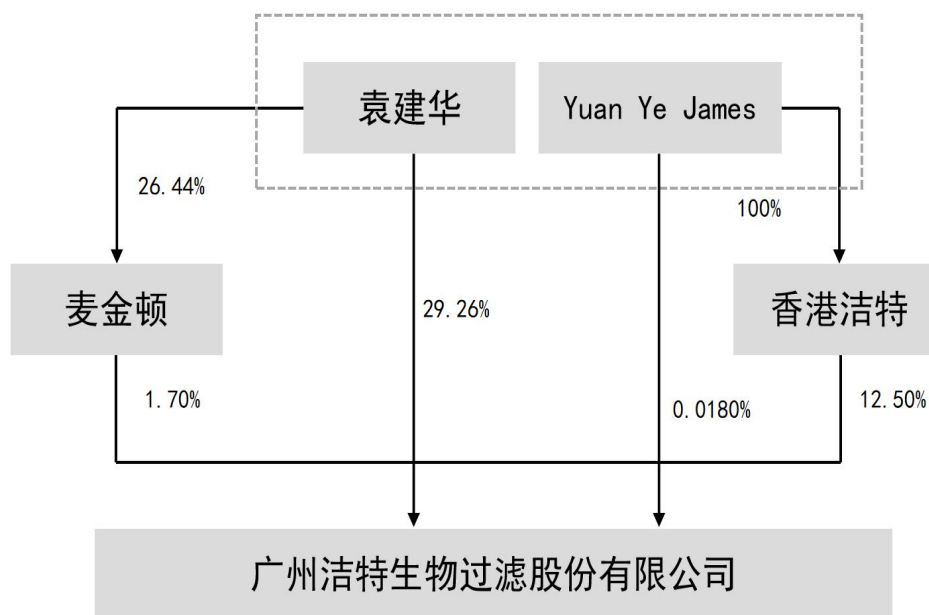 袁建华
Yuan Ye James
26.44%
100%
麦金顿
29.26%
香港洁特
1.70%
0.0180%
12.50%
广州洁特生物过滤股份有限公司